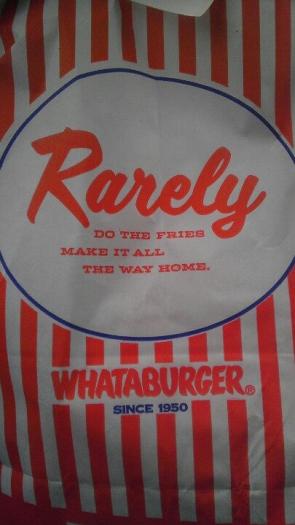 Rarely
DO THE FRIES
MAKE IT ALL
THE WAY HOME.
WHATABURGER®
SINCE 1950